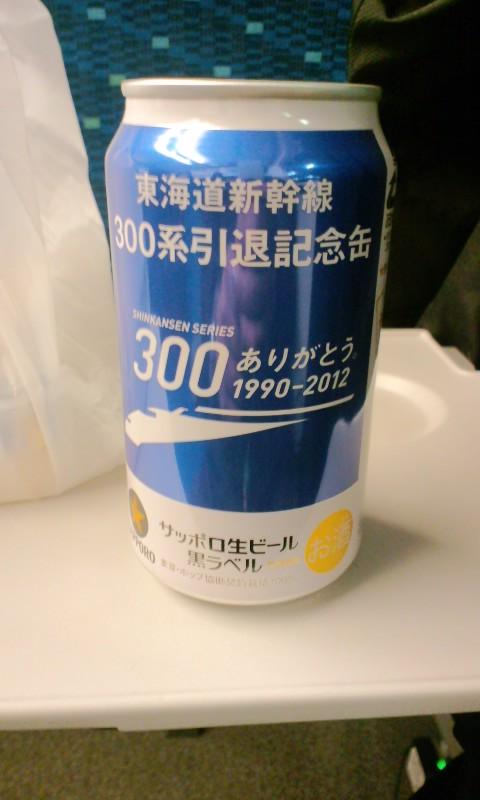 東海道新幹線
300系引退記念缶
SHINKANSEN SERIES
300 ありがとう。
1990-2012
サッポロ生ビール
黒ラベル
お酒